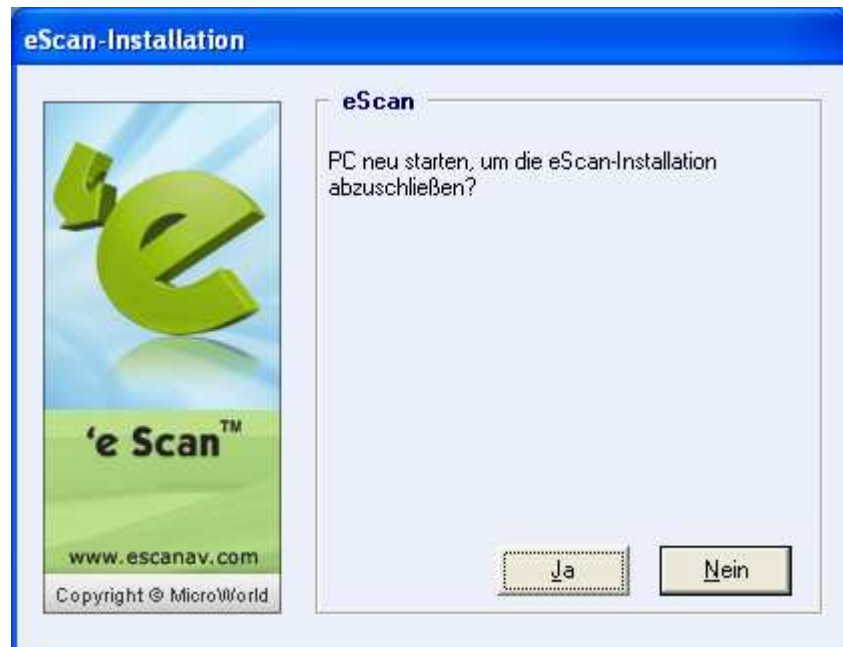 eScan-Installation
eScan
PC neu starten, um die eScan-Installation
abzuschließen?
‘e Scan™
www.escanav.com
Copyright © MicroWorld
Ja
Nein